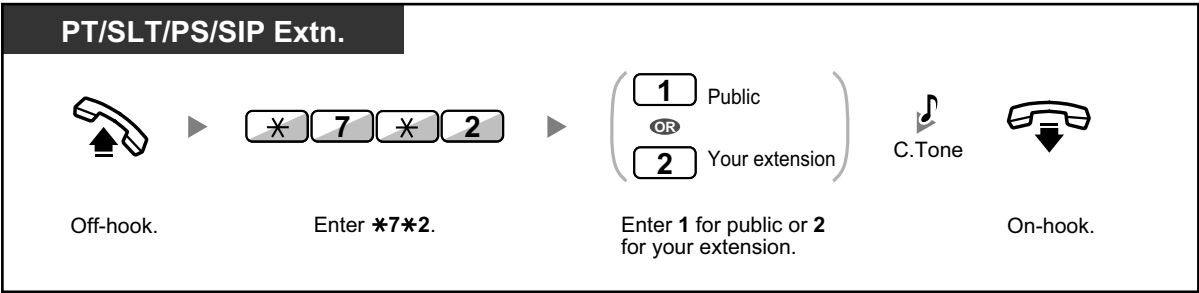 PT/SLT/PS/SIP Extn.
✳ 7 ✳ 2
1 Public
OR
2 Your extension
C.Tone
Off-hook.
Enter ✳7✳2.
Enter 1 for public or 2
for your extension.
On-hook.